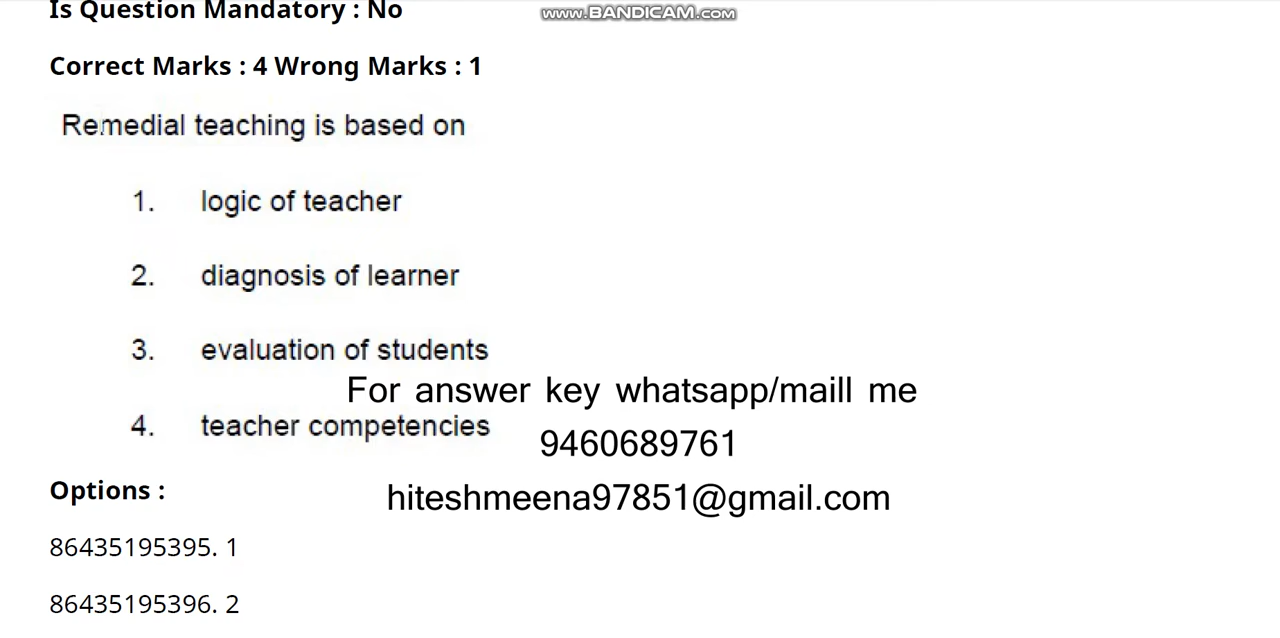 Is Question Mandatory : No
www.BANDICAM.com
Correct Marks : 4 Wrong Marks : 1
Remedial teaching is based on
1. logic of teacher
2. diagnosis of learner
3. evaluation of students
For answer key whatsapp/maill me
4. teacher competencies
9460689761
Options :
hiteshmeena97851@gmail.com
86435195395. 1
86435195396. 2